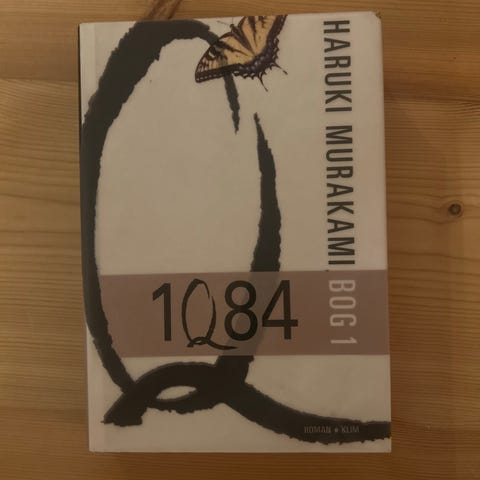 HARUKI MURAKAMI BOG 1
1Q84
ROMAN * KLIM